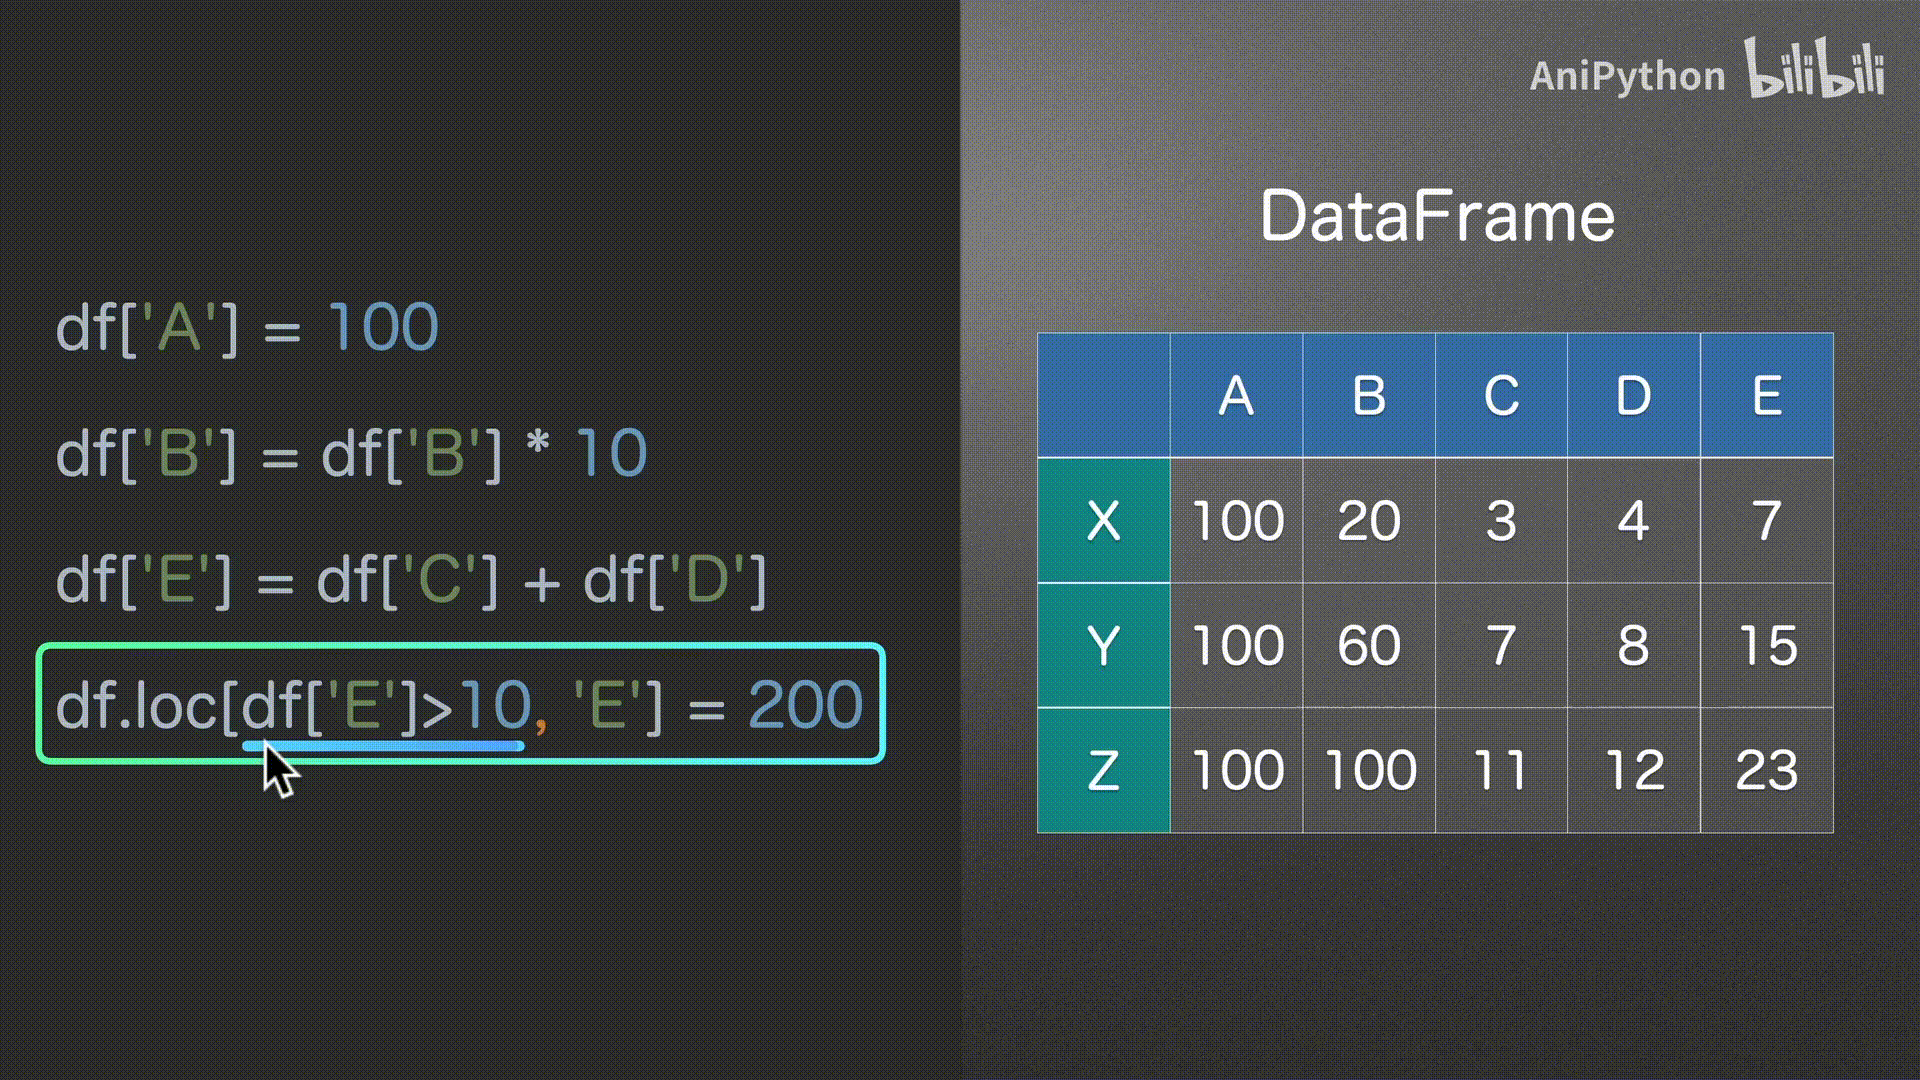 AniPython bilibili
df['A'] = 100
df['B'] = df['B'] * 10
df['E'] = df['C'] + df['D']
df.loc[df['E']>10, 'E'] = 200
DataFrame
A B C D E
X 100 20 3 4 7
Y 100 60 7 8 15
Z 100 100 11 12 23